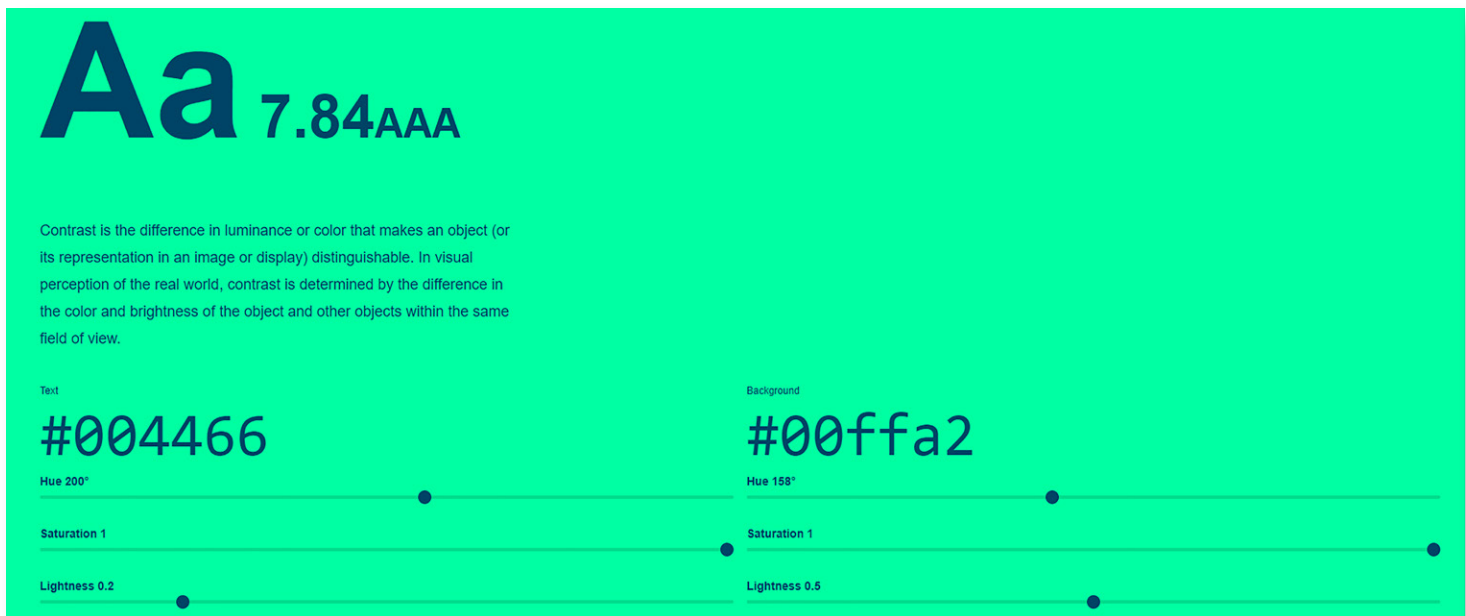 Aa 7.84AAA
Contrast is the difference in luminance or color that makes an object (or
its representation in an image or display) distinguishable. In visual
perception of the real world, contrast is determined by the difference in
the color and brightness of the object and other objects within the same
field of view.
Text
#004466
Hue 200°
Saturation 1
Lightness 0.2
Background
#00ffa2
Hue 158°
Saturation 1
Lightness 0.5